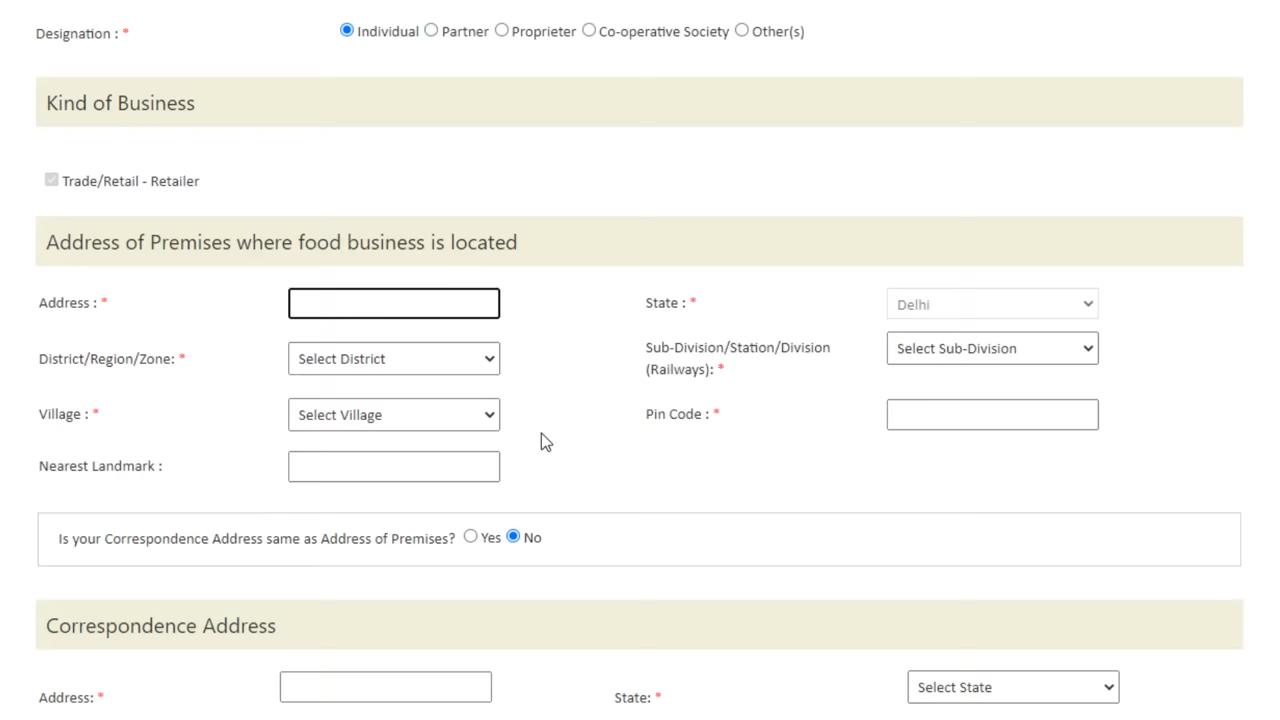 Designation : * Individual Partner Proprieter Co-operative Society Other(s)
Kind of Business
Trade/Retail - Retailer
Address of Premises where food business is located
Address : * State : * Delhi
District/Region/Zone: * Select District Sub-Division/Station/Division (Railways): * Select Sub-Division
Village : * Select Village Pin Code : *
Nearest Landmark :
Is your Correspondence Address same as Address of Premises? Yes No
Correspondence Address
Address: * State: * Select State